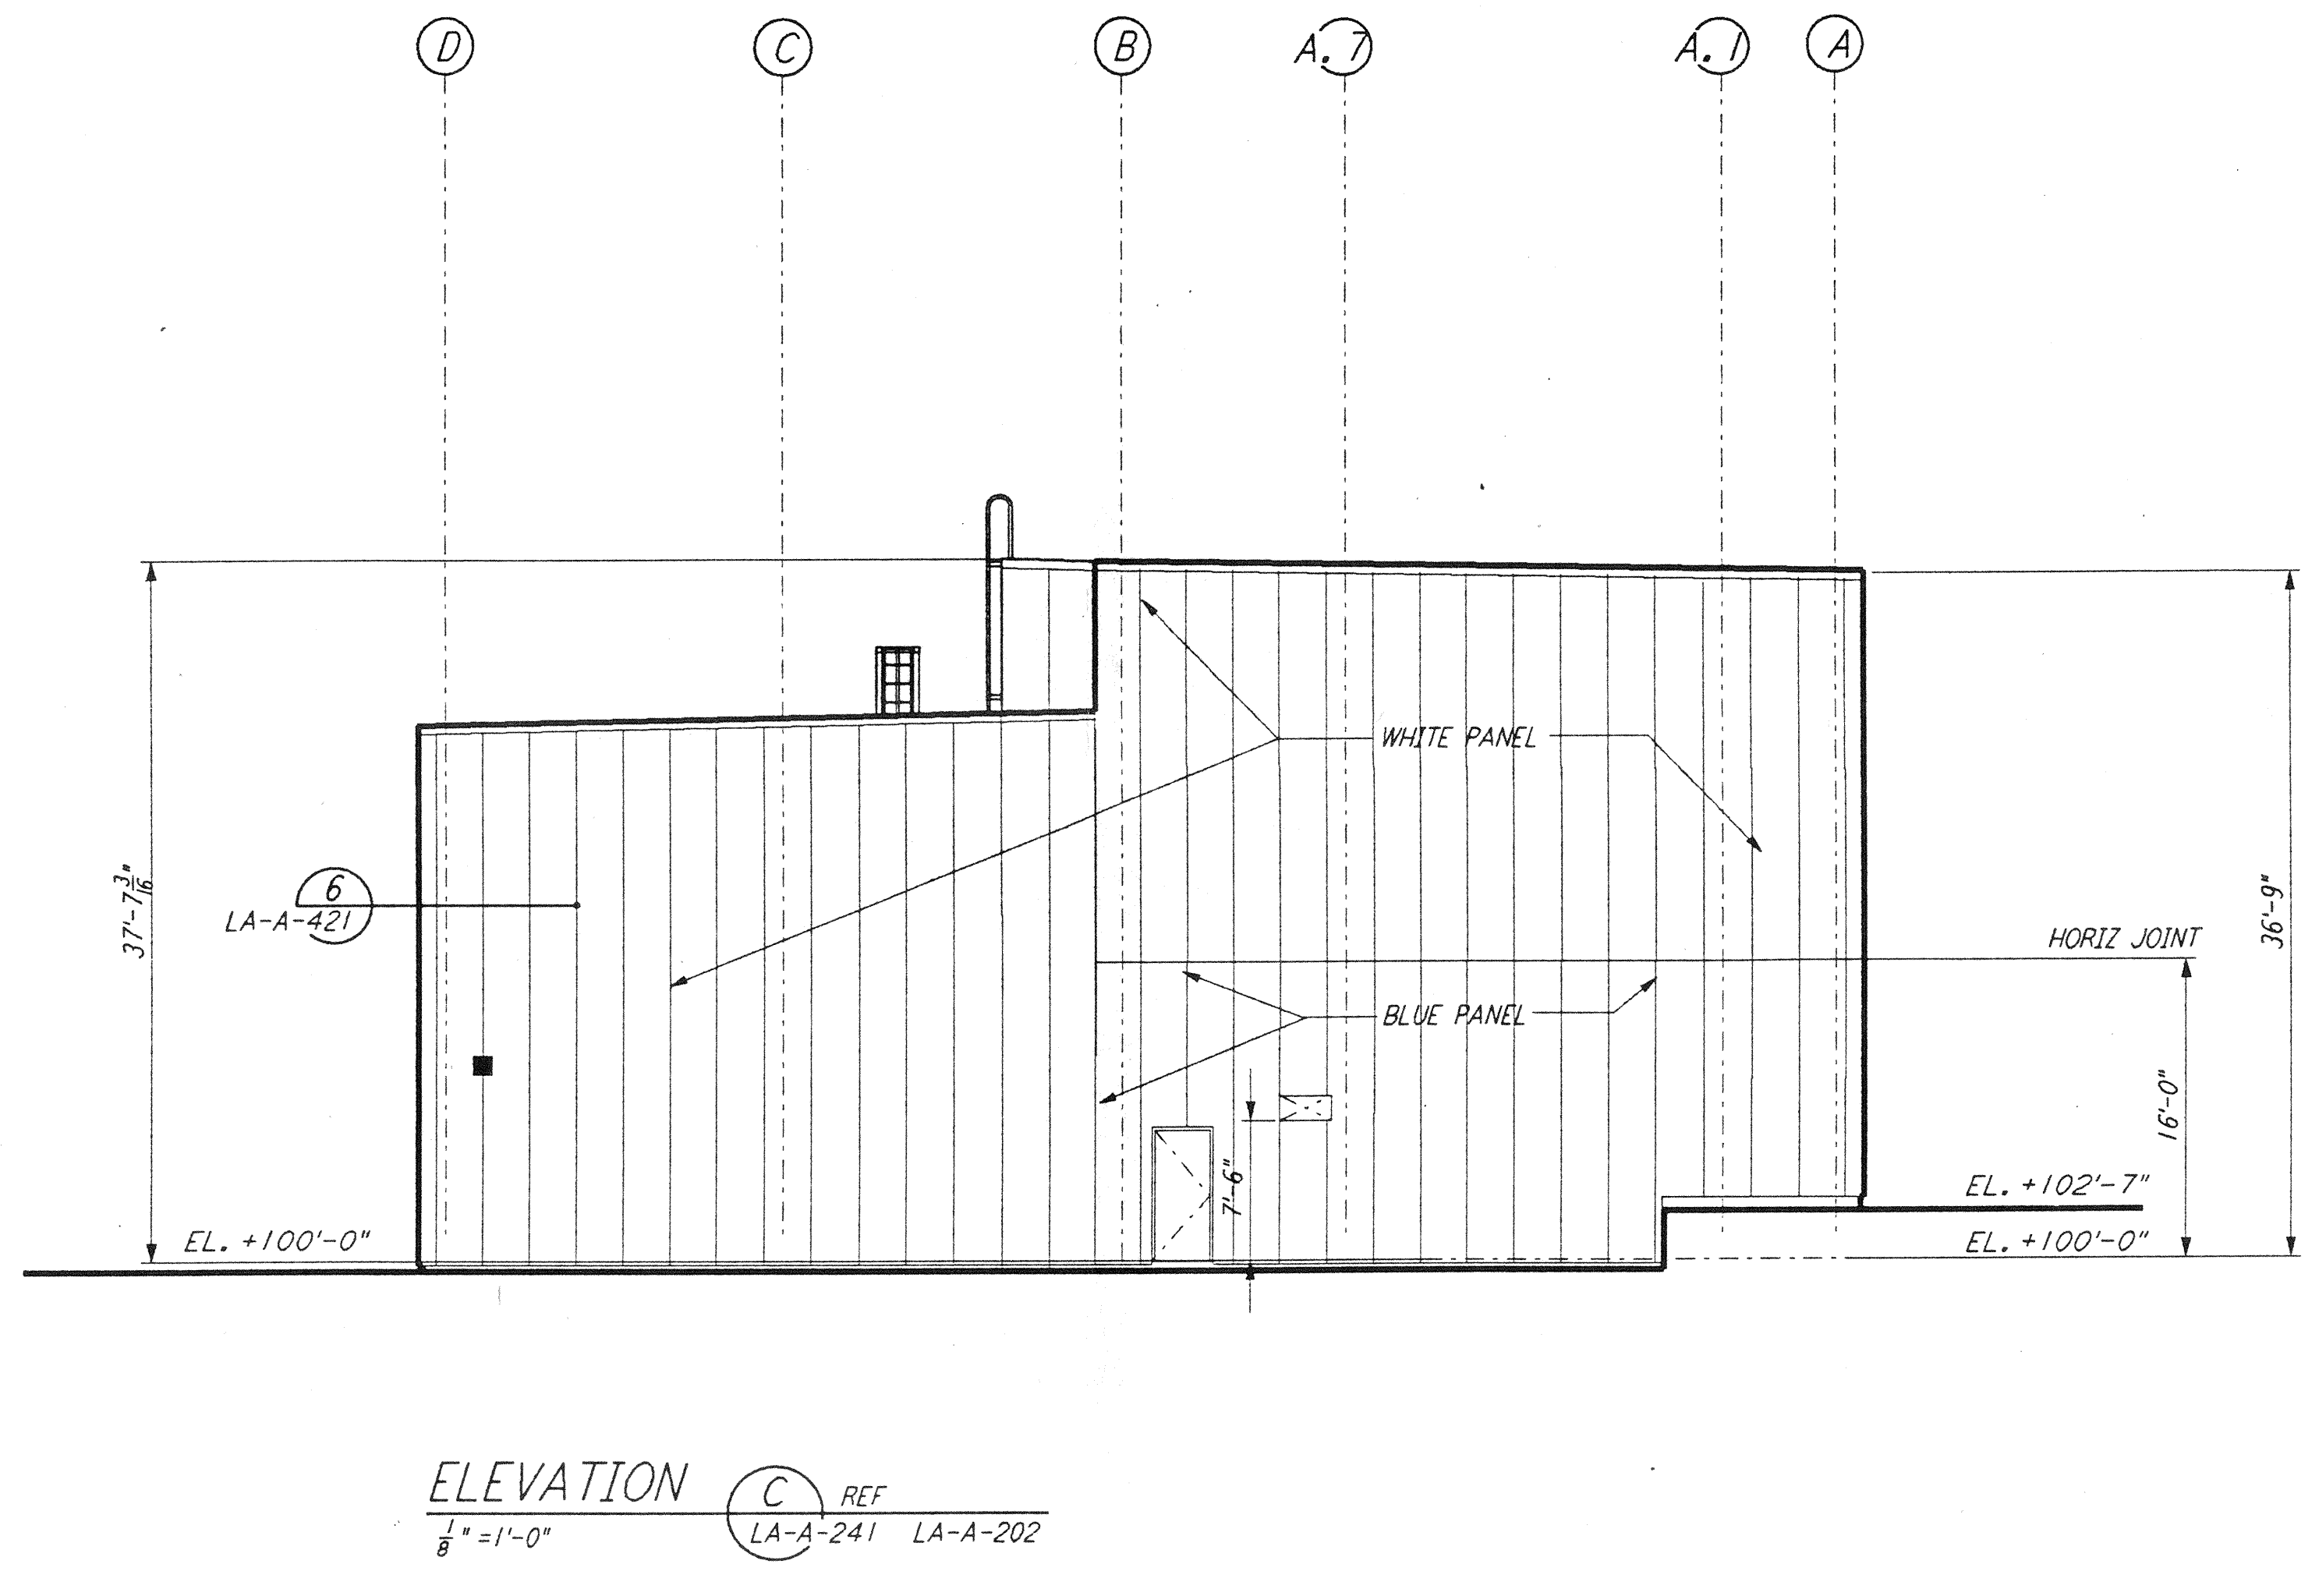 D C B A.7 A.1 A
WHITE PANEL
6
LA-A-421
37'-7 3/16"
36'-9"
HORIZ JOINT
BLUE PANEL
16'-0"
7'-6"
EL. +102'-7"
EL. +100'-0"
EL. +100'-0"
ELEVATION C REF
1/8" =1'-0" LA-A-241 LA-A-202